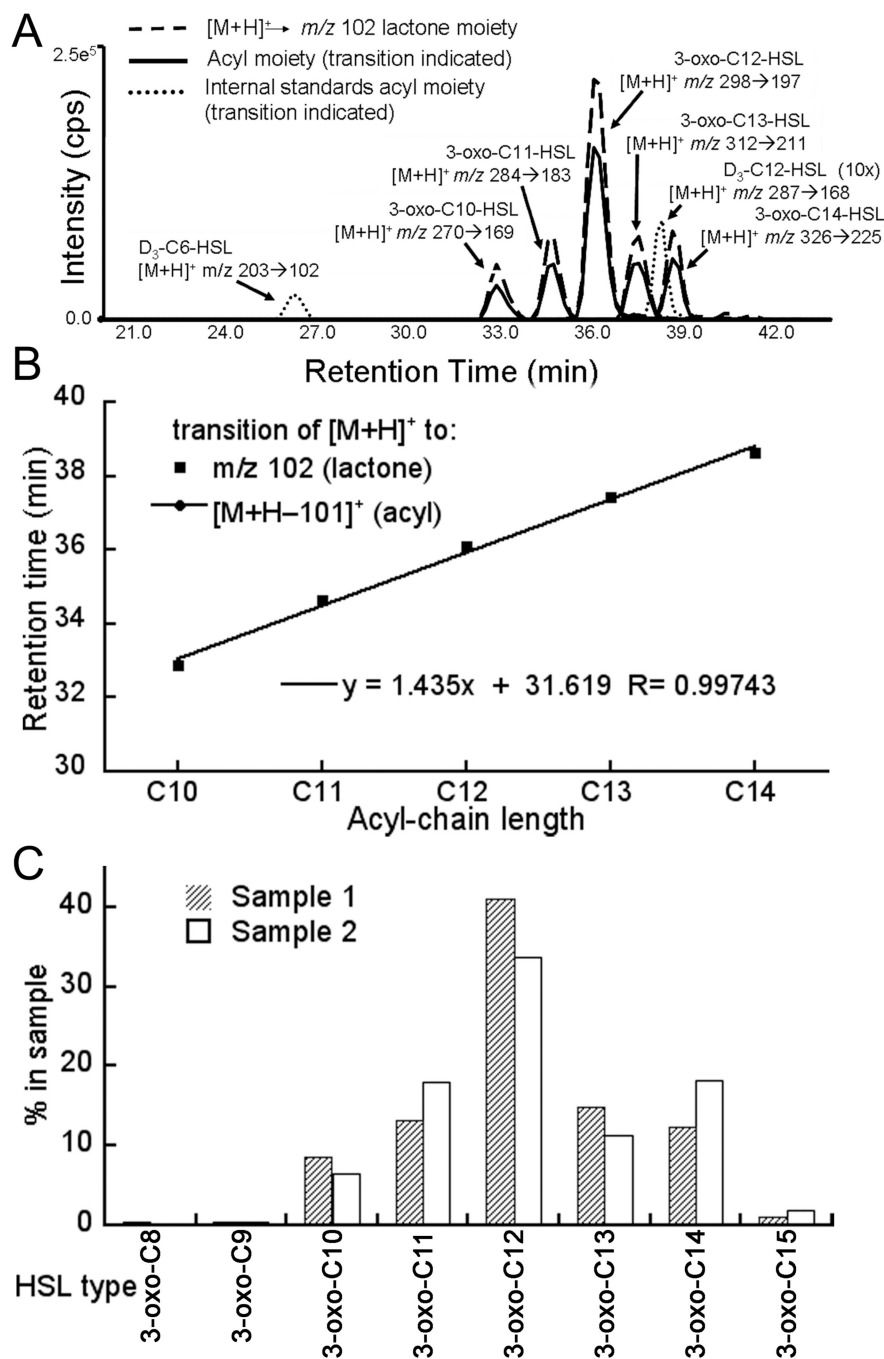 A
[M+H]⁺→ m/z 102 lactone moiety
Acyl moiety (transition indicated)
Internal standards acyl moiety
(transition indicated)
2.5e⁵
Intensity (cps)
0.0
D₃-C6-HSL
[M+H]⁺ m/z 203→102
3-oxo-C10-HSL
[M+H]⁺ m/z 270→169
3-oxo-C11-HSL
[M+H]⁺ m/z 284→183
3-oxo-C12-HSL
[M+H]⁺ m/z 298→197
3-oxo-C13-HSL
[M+H]⁺ m/z 312→211
D₃-C12-HSL (10x)
[M+H]⁺ m/z 287→168
3-oxo-C14-HSL
[M+H]⁺ m/z 326→225
21.0 24.0 27.0 30.0 33.0 36.0 39.0 42.0
Retention Time (min)
B
Retention time (min)
40
38
36
34
32
30
transition of [M+H]⁺ to:
m/z 102 (lactone)
[M+H–101]⁺ (acyl)
y = 1.435x + 31.619 R= 0.99743
C10 C11 C12 C13 C14
Acyl-chain length
C
% in sample
40
30
20
10
0
Sample 1
Sample 2
HSL type
3-oxo-C8
3-oxo-C9
3-oxo-C10
3-oxo-C11
3-oxo-C12
3-oxo-C13
3-oxo-C14
3-oxo-C15